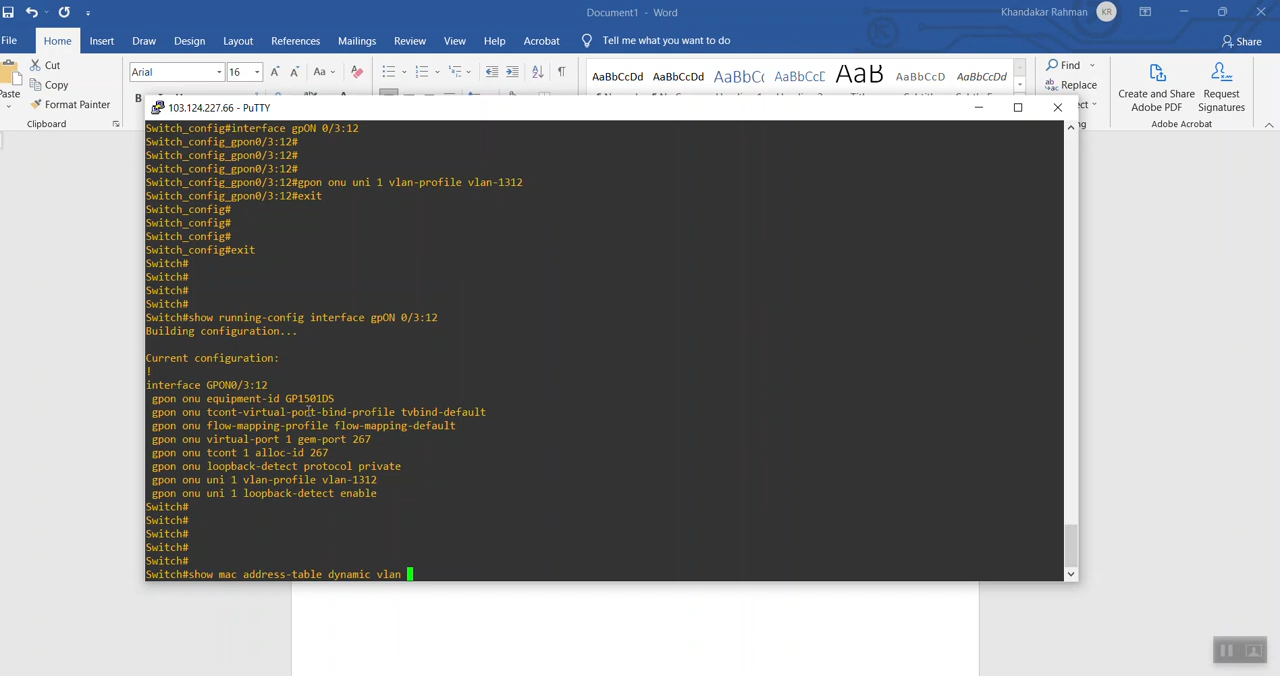 Document1 - Word
Khandakar Rahman
KR
File Home Insert Draw Design Layout References Mailings Review View Help Acrobat Tell me what you want to do
Share
Cut
Copy
Format Painter
Clipboard
Arial
16
Aa
B
AaBbCcDd AaBbCcDd AaBbC AaBbCcD AaB AaBbCcD AaBbCcDd
Find
Replace
Create and Share
Adobe PDF
Request
Signatures
Adobe Acrobat
103.124.227.66 - PuTTY
Switch_config#interface gpON 0/3:12
Switch_config_gpon0/3:12#
Switch_config_gpon0/3:12#
Switch_config_gpon0/3:12#
Switch_config_gpon0/3:12#gpon onu uni 1 vlan-profile vlan-1312
Switch_config_gpon0/3:12#exit
Switch_config#
Switch_config#
Switch_config#
Switch_config#exit
Switch#
Switch#
Switch#
Switch#
Switch#show running-config interface gpON 0/3:12
Building configuration...
Current configuration:
!
interface GPON0/3:12
gpon onu equipment-id GP1501DS
gpon onu tcont-virtual-port-bind-profile tvbind-default
gpon onu flow-mapping-profile flow-mapping-default
gpon onu virtual-port 1 gem-port 267
gpon onu tcont 1 alloc-id 267
gpon onu loopback-detect protocol private
gpon onu uni 1 vlan-profile vlan-1312
gpon onu uni 1 loopback-detect enable
Switch#
Switch#
Switch#
Switch#
Switch#
Switch#show mac address-table dynamic vlan